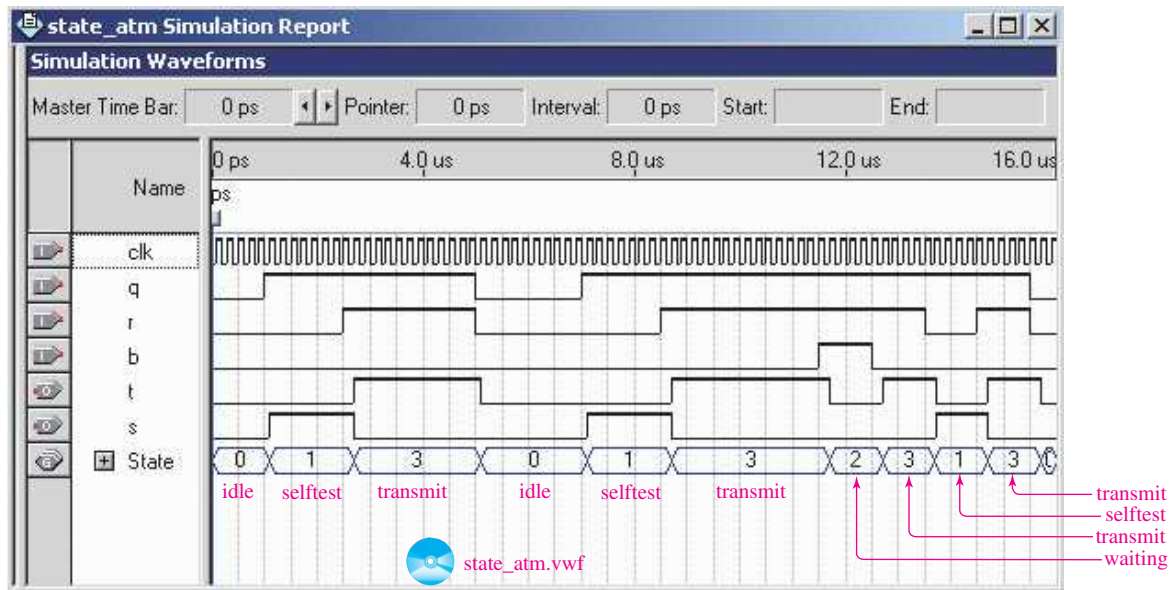 state_atm Simulation Report
Simulation Waveforms
Master Time Bar: 0 ps Pointer: 0 ps Interval: 0 ps Start: End:
Name
0 ps 4.0 us 8.0 us 12.0 us 16.0 us
ps
clk
q
r
b
t
s
State 0 1 3 0 1 3 2 3 1 3
idle selftest transmit idle selftest transmit
transmit
selftest
transmit
waiting
state_atm.vwf